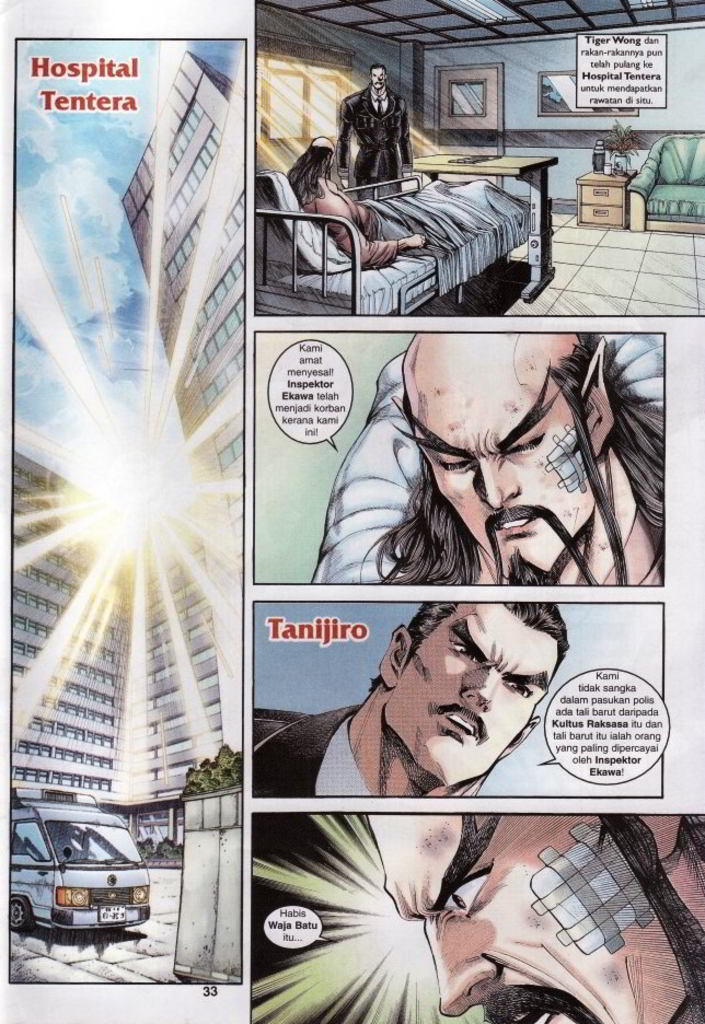 Hospital
Tentera
Tiger Wong dan
rakan-rakannya pun
telah pulang ke
Hospital Tentera
untuk mendapatkan
rawatan di situ.
Kami
amat
menyesal!
Inspektor
Ekawa telah
menjadi korban
kerana kami
ini!
Tanijiro
Kami
tidak sangka
dalam pasukan polis
ada tali barut daripada
Kultus Raksasa itu dan
tali barut itu ialah orang
yang paling dipercayai
oleh Inspektor
Ekawa!
Habis
Waja Batu
itu...
33